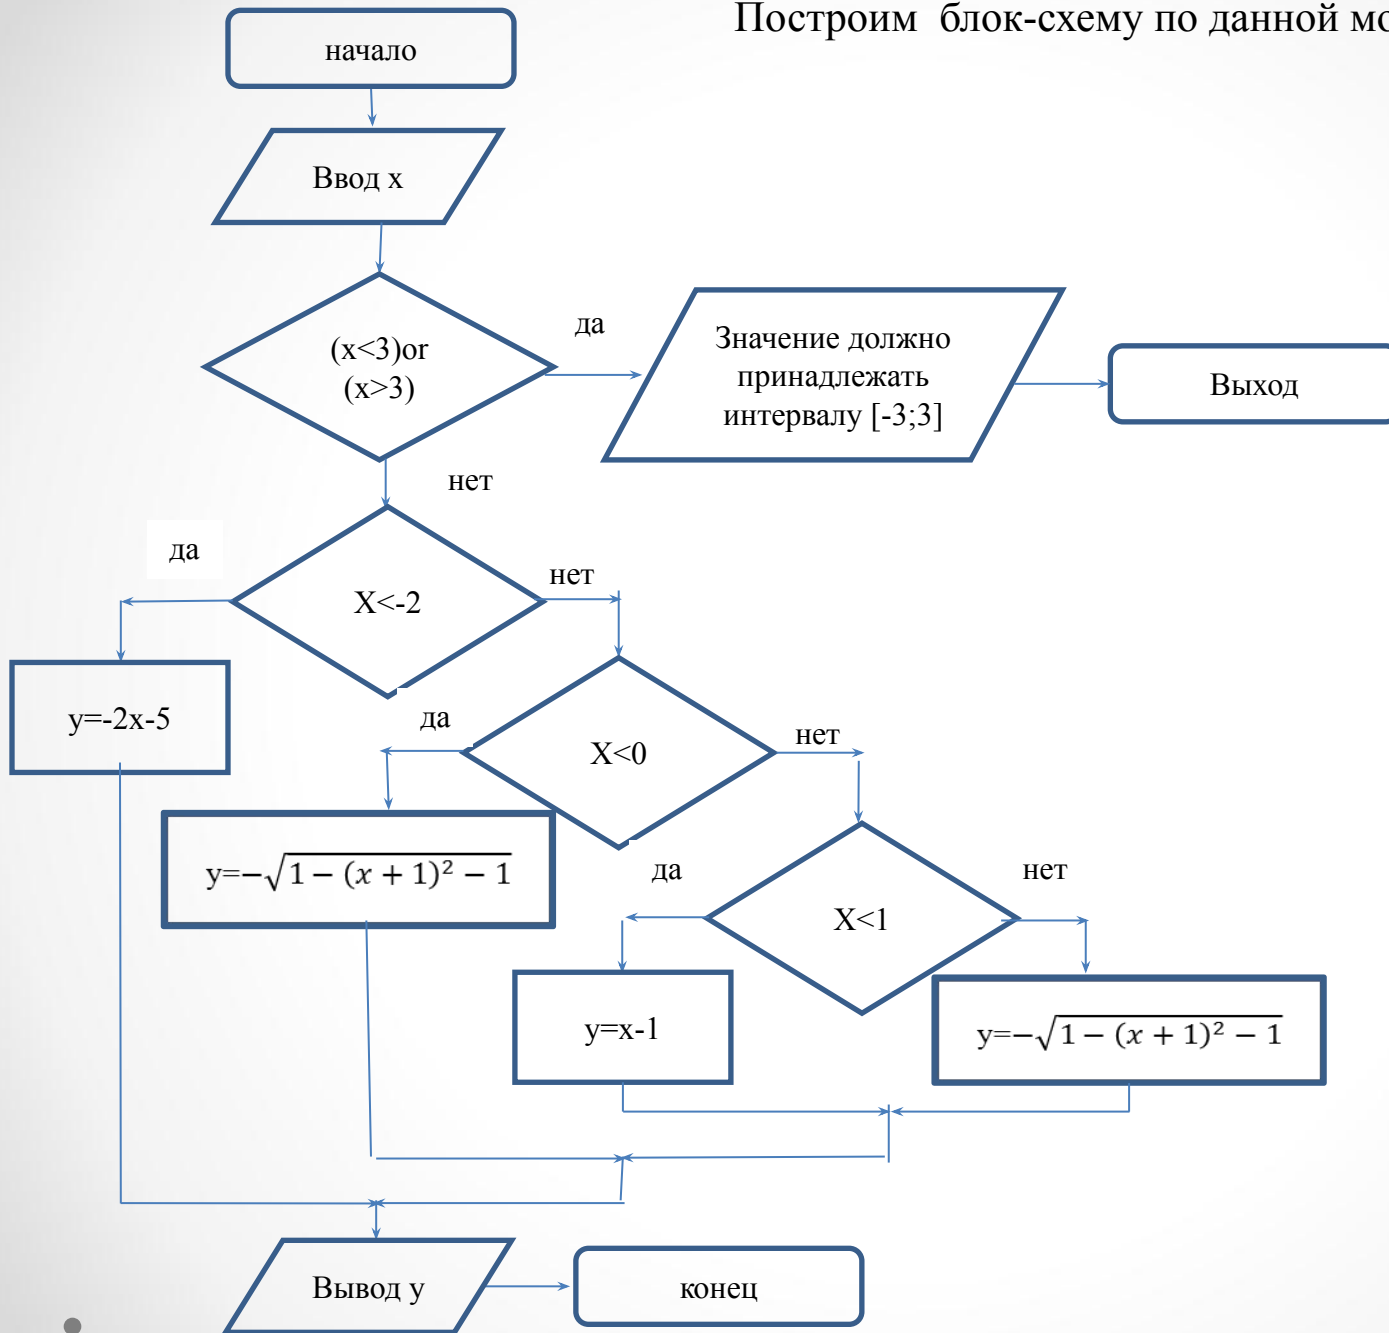 Построим блок-схему по данной мо
начало
Ввод x
(x<3)or
(x>3)
да
Значение должно
принадлежать
интервалу [-3;3]
Выход
нет
да
X<-2
нет
y=-2x-5
да
X<0
нет
y=−√1 − (x + 1)² − 1
да
X<1
нет
y=x-1
y=−√1 − (x + 1)² − 1
Вывод y
конец